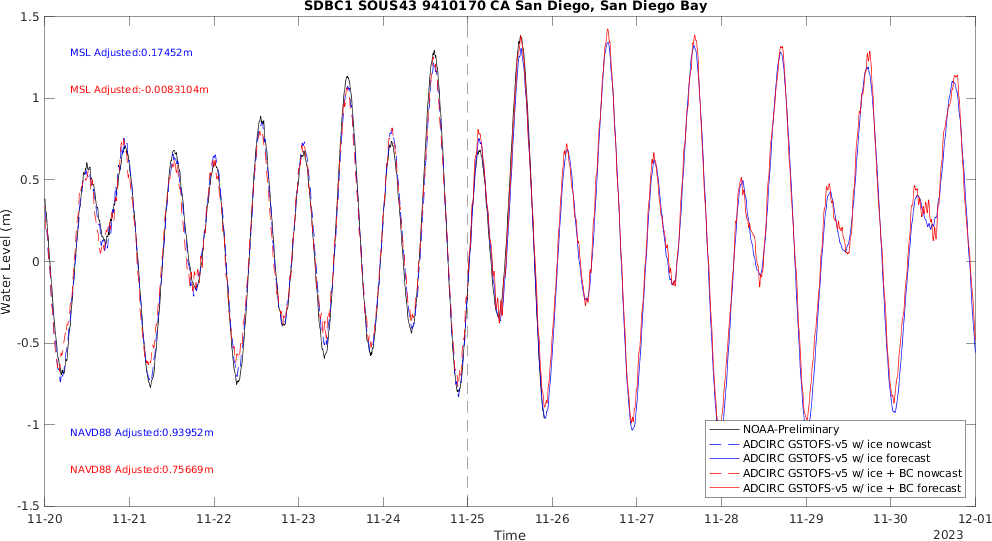 SDBC1 SOUS43 9410170 CA San Diego, San Diego Bay
1.5
MSL Adjusted:0.17452m
MSL Adjusted:-0.0083104m
1
0.5
0
-0.5
-1
-1.5
Water Level (m)
NAVD88 Adjusted:0.93952m
NAVD88 Adjusted:0.75669m
NOAA-Preliminary
ADCIRC GSTOFS-v5 w/ ice nowcast
ADCIRC GSTOFS-v5 w/ ice forecast
ADCIRC GSTOFS-v5 w/ ice + BC nowcast
ADCIRC GSTOFS-v5 w/ ice + BC forecast
11-20 11-21 11-22 11-23 11-24 11-25 11-26 11-27 11-28 11-29 11-30 12-01
Time
2023